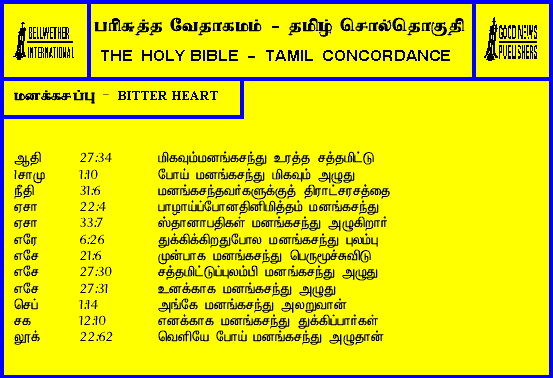 BELLWETHER INTERNATIONAL
பரிசுத்த வேதாகமம் - தமிழ் சொல்தொகுதி
THE HOLY BIBLE - TAMIL CONCORDANCE
GOOD NEWS PUBLISHERS
மனக்கசப்பு - BITTER HEART
ஆதி 27:34 மிகவும்மனங்கசந்து உரத்த சத்தமிட்டு
1சாமு 1:10 போய் மனங்கசந்து மிகவும் அழுது
நீதி 31:6 மனங்கசந்தவர்களுக்குத் திராட்சரசத்தை
ஏசா 22:4 பாழாய்ப்போனதினிமித்தம் மனங்கசந்து
ஏசா 33:7 ஸ்தானாபதிகள் மனங்கசந்து அழுகிறார்
எரே 6:26 துக்கிக்கிறதுபோல மனங்கசந்து புலம்பு
எசே 21:6 முன்பாக மனங்கசந்து பெருமூச்சுவிடு
எசே 27:30 சத்தமிட்டுப்புலம்பி மனங்கசந்து அழுது
எசே 27:31 உனக்காக மனங்கசந்து அழுது
செப் 1:14 அங்கே மனங்கசந்து அலறுவான்
சக 12:10 எனக்காக மனங்கசந்து துக்கிப்பார்கள்
லூக் 22:62 வெளியே போய் மனங்கசந்து அழுதான்